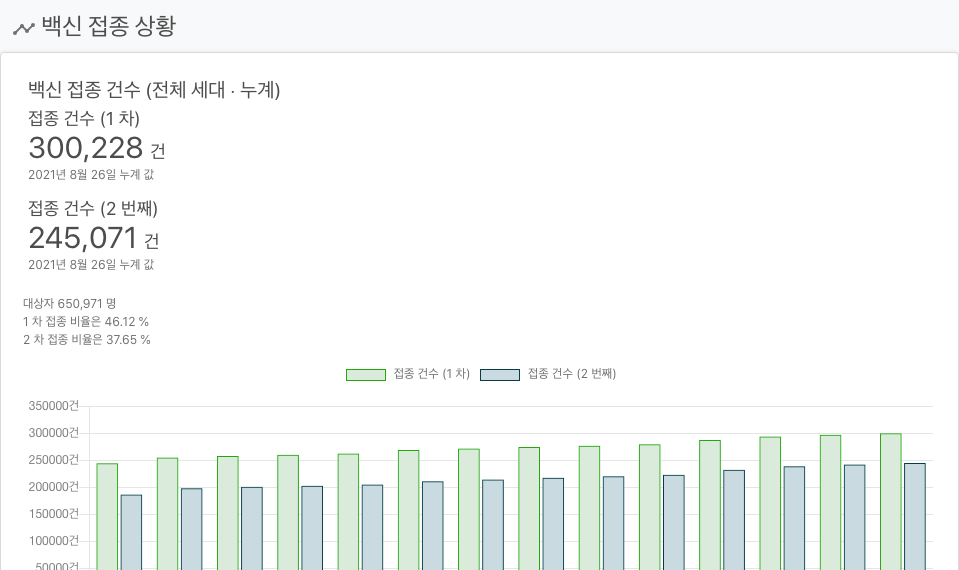 백신 접종 상황
백신 접종 건수 (전체 세대 · 누계)
접종 건수 (1 차)
300,228 건
2021년 8월 26일 누계 값
접종 건수 (2 번째)
245,071 건
2021년 8월 26일 누계 값
대상자 650,971 명
1 차 접종 비율은 46.12 %
2 차 접종 비율은 37.65 %
접종 건수 (1 차) 접종 건수 (2 번째)
350000건
300000건
250000건
200000건
150000건
100000건
50000건